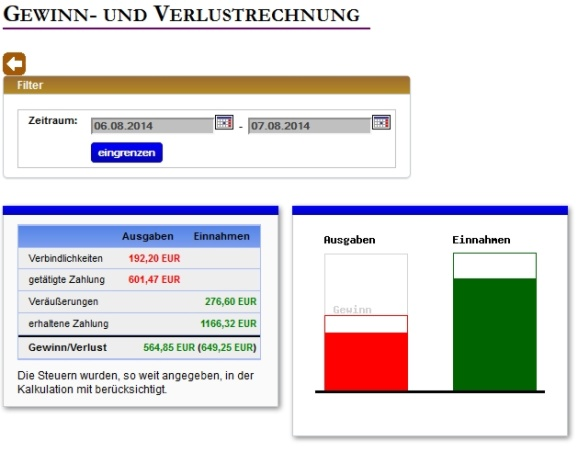 Gewinn- und Verlustrechnung
Filter
Zeitraum: 06.08.2014 - 07.08.2014
eingrenzen
Ausgaben Einnahmen
Verbindlichkeiten 192,20 EUR
getätigte Zahlung 601,47 EUR
Veräußerungen 276,60 EUR
erhaltene Zahlung 1166,32 EUR
Gewinn/Verlust 564,85 EUR (649,25 EUR)
Die Steuern wurden, so weit angegeben, in der
Kalkulation mit berücksichtigt.
Ausgaben Einnahmen
Gewinn